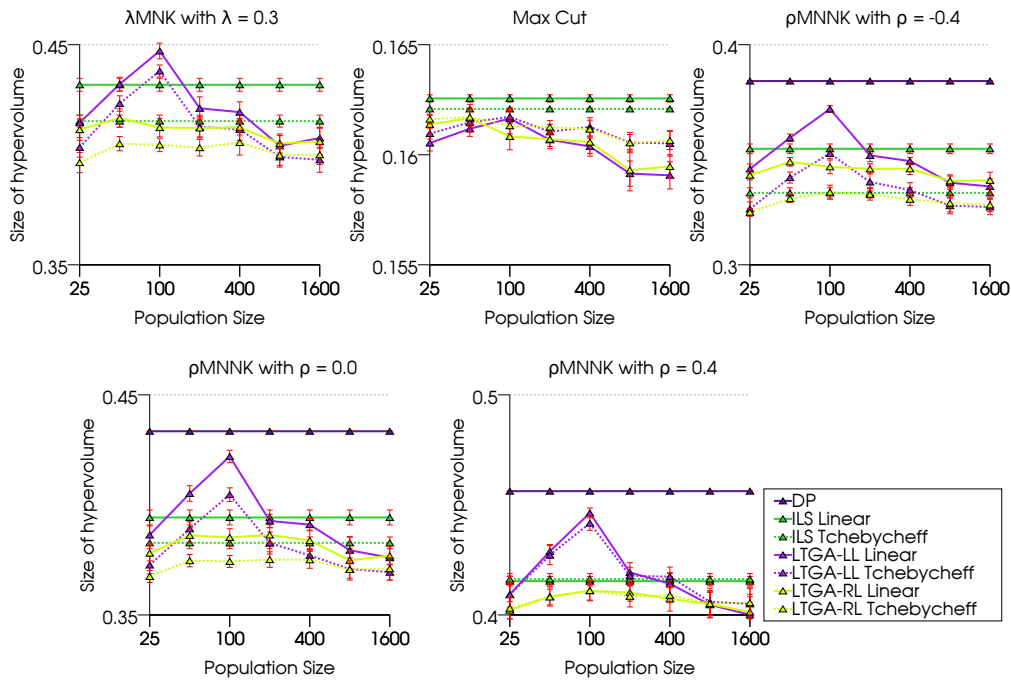 λMNK with λ = 0.3
Max Cut
ρMNNK with ρ = -0.4
0.45
0.165
0.4
Size of hypervolume
Size of hypervolume
Size of hypervolume
0.16
0.35
0.155
0.3
25 100 400 1600
25 100 400 1600
25 100 400 1600
Population Size
Population Size
Population Size
ρMNNK with ρ = 0.0
ρMNNK with ρ = 0.4
0.45
0.5
Size of hypervolume
Size of hypervolume
0.35
0.4
25 100 400 1600
25 100 400 1600
Population Size
Population Size
DP
ILS Linear
ILS Tchebycheff
LTGA-LL Linear
LTGA-LL Tchebycheff
LTGA-RL Linear
LTGA-RL Tchebycheff